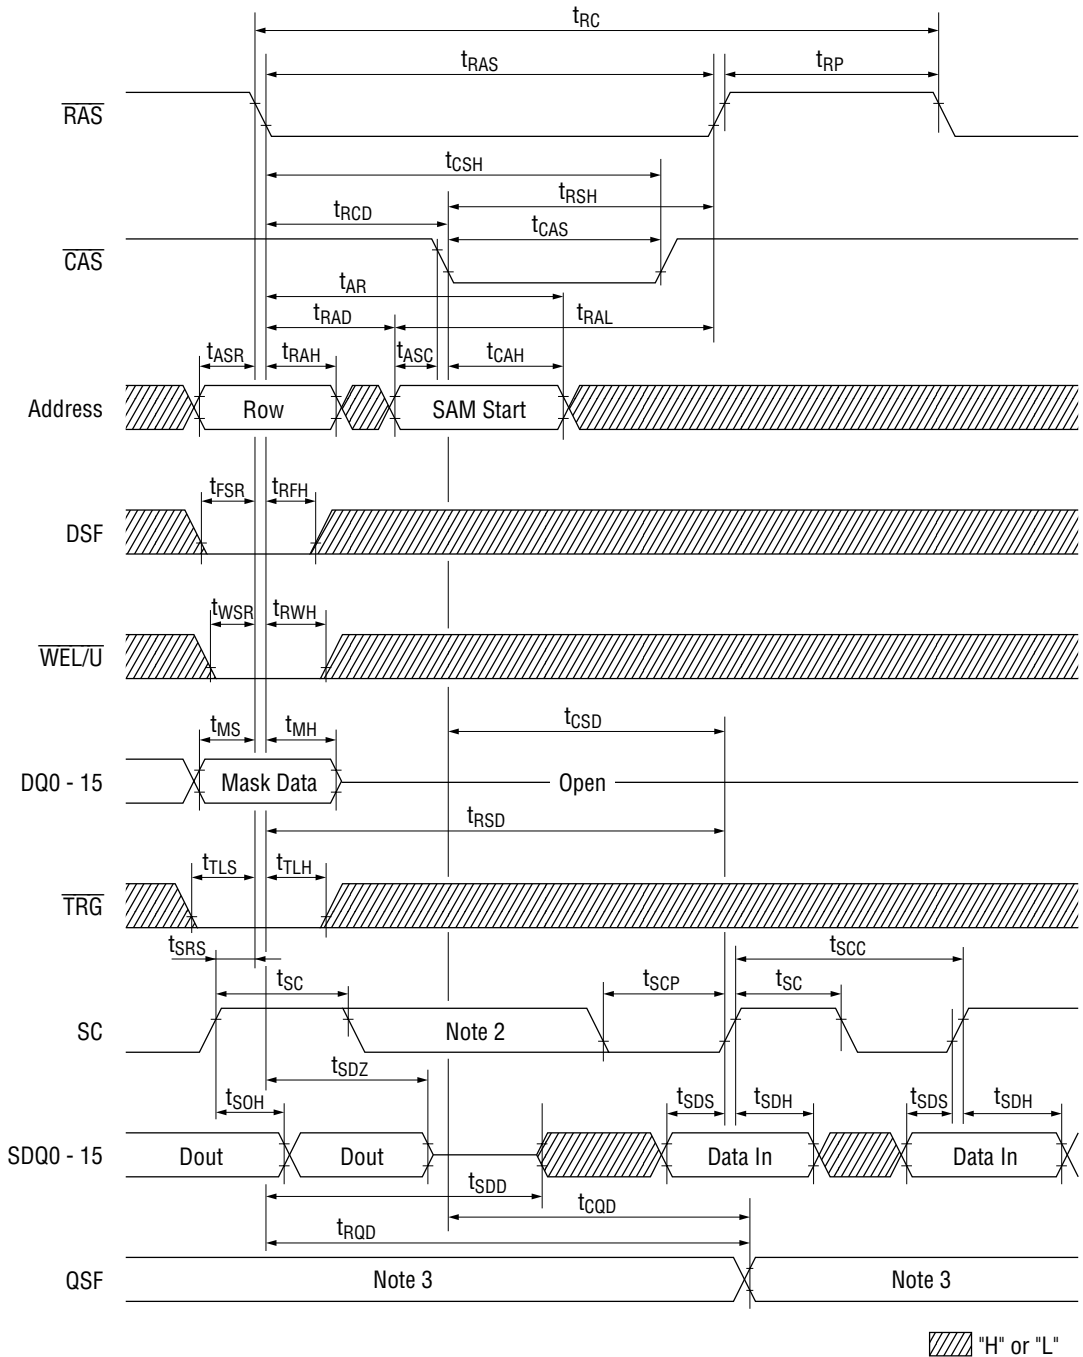 tRC
tRAS
tRP
RAS
tCSH
tRSH
tRCD
tCAS
CAS
tAR
tRAD
tRAL
tASR
tRAH
tASC
tCAH
Address
Row
SAM Start
tFSR
tRFH
DSF
tWSR
tRWH
WEL/U
tCSD
tMS
tMH
DQ0 - 15
Mask Data
Open
tRSD
tTLS
tTLH
TRG
tSRS
tSCC
tSC
tSCP
tSC
SC
Note 2
tSDZ
tSOH
tSDS
tSDH
tSDS
tSDH
SDQ0 - 15
Dout
Dout
Data In
Data In
tSDD
tCQD
tRQD
QSF
Note 3
Note 3
"H" or "L"